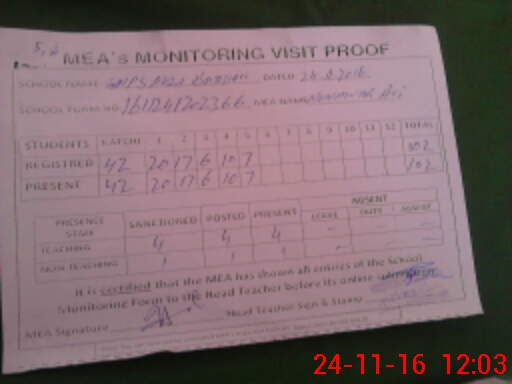 MEA's MONITORING VISIT PROOF
SCHOOL NAME: DATED:
SCHOOL FORM NO: MEA NAME
STUDENTS KATCHI 1 2 3 4 5 6 7 8 9 10 11 12 TOTAL
REGISTRED 42 20 17 6 10 7 102
PRESENT 42 20 17 6 10 7 102
PRESENCE STAFF SANCTIONED POSTED PRESENT ABSENT
LEAVE
TEACHING 4 4 4
NON-TEACHING 1 1 1
It is certified that the MEA has shown all entries of the School
Monitoring Form to the Head Teacher before its online submission
MEA Signature Head Teacher Sign & Stamp
24-11-16 12:03